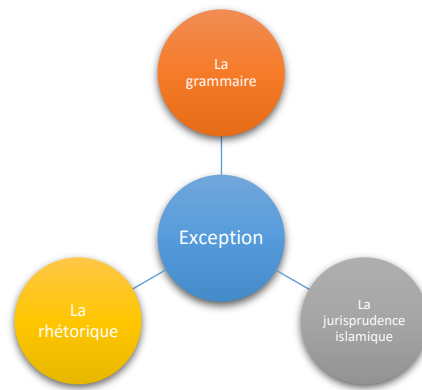 La
grammaire
Exception
La
rhétorique
La
jurisprudence
islamique